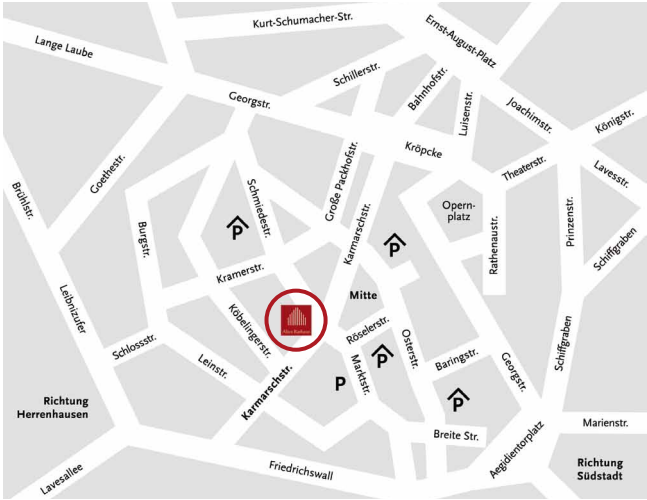 Kurt-Schumacher-Str.
Ernst-August-Platz
Lange Laube
Schillerstr.
Bahnhofstr.
Georgstr.
Luisenstr.
Joachimstr.
Königstr.
Kröpcke
Goethestr.
Große Packhofstr.
Theaterstr.
Lavesstr.
Brühlstr.
Schmiedestr.
Opern-
platz
Prinzenstr.
Burgstr.
P
Karmarschstr.
P
Rathenaustr.
Schiffgraben
Kramerstr.
Leibnizufer
Mitte
Köbelingerstr.
Altes Rathaus
Röselerstr.
Osterstr.
Schiffgraben
Schlossstr.
P
Baringstr.
Georgstr.
Leinstr.
Marktstr.
P
P
Karmarschstr.
Richtung
Herrenhausen
Marienstr.
Breite Str.
Aegidientorplatz
Lavesallee
Friedrichswall
Richtung
Südstadt